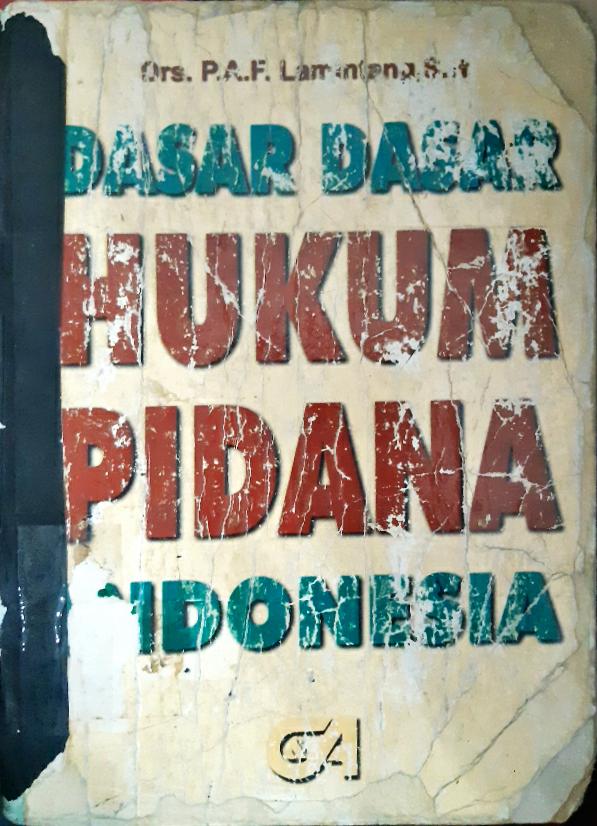 Drs. P.A.F. Lamintang, S.H.
DASAR DASAR
HUKUM
PIDANA
INDONESIA